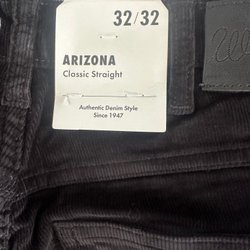 32/32
ARIZONA
Classic Straight
Authentic Denim Style
Since 1947